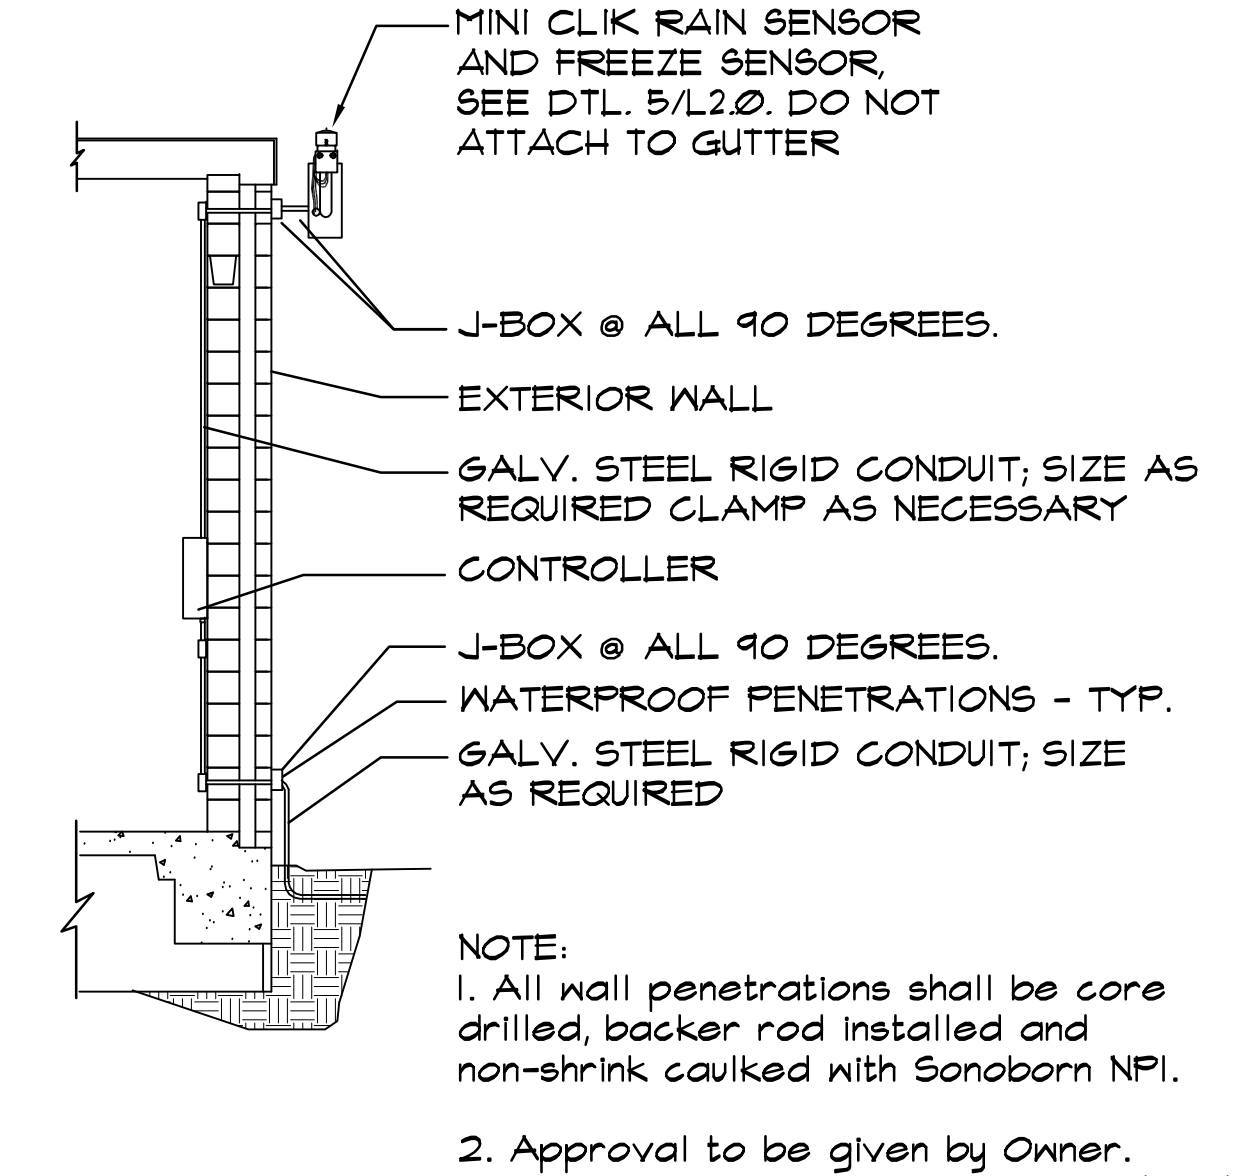 MINI CLIK RAIN SENSOR
AND FREEZE SENSOR,
SEE DTL. 5/L2.0. DO NOT
ATTACH TO GUTTER
J-BOX @ ALL 90 DEGREES.
EXTERIOR WALL
GALV. STEEL RIGID CONDUIT; SIZE AS
REQUIRED CLAMP AS NECESSARY
CONTROLLER
J-BOX @ ALL 90 DEGREES.
WATERPROOF PENETRATIONS - TYP.
GALV. STEEL RIGID CONDUIT; SIZE
AS REQUIRED
NOTE:
1. All wall penetrations shall be core
drilled, backer rod installed and
non-shrink caulked with Sonoborn NP1.
2. Approval to be given by Owner.